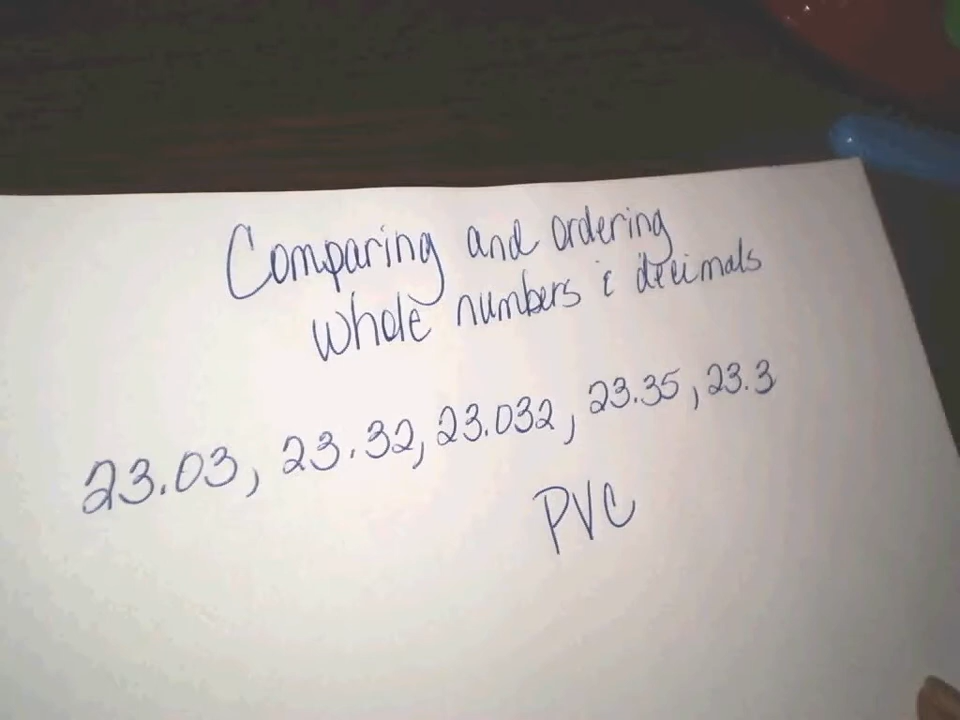 Comparing and ordering
whole numbers & decimals
23.03, 23.32, 23.032, 23.35, 23.3
PVC